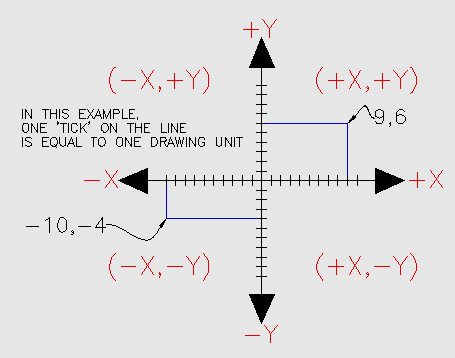 +Y
(-X,+Y)
(+X,+Y)
IN THIS EXAMPLE,
ONE 'TICK' ON THE LINE
IS EQUAL TO ONE DRAWING UNIT
9,6
-X
+X
-10,-4
(-X,-Y)
(+X,-Y)
-Y